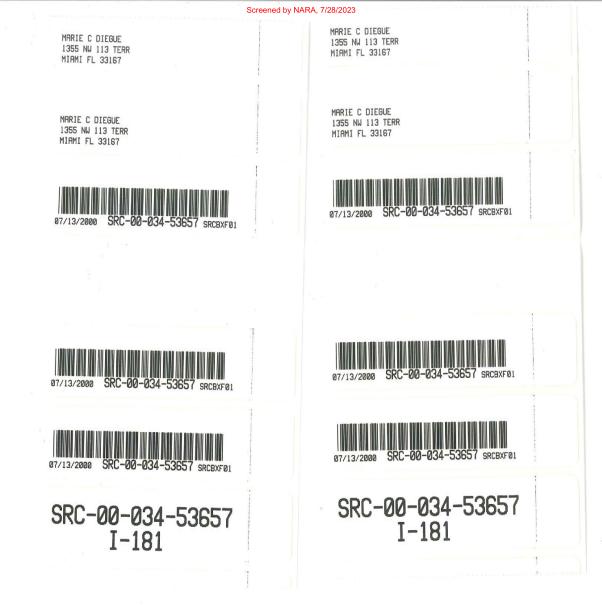 Screened by NARA, 7/28/2023
MARIE C DIEGUE
1355 NW 113 TERR
MIAMI FL 33167
MARIE C DIEGUE
1355 NW 113 TERR
MIAMI FL 33167
07/13/2000 SRC-00-034-53657 SRCBXF01
07/13/2000 SRC-00-034-53657 SRCBXF01
07/13/2000 SRC-00-034-53657 SRCBXF01
SRC-00-034-53657
I-181
MARIE C DIEGUE
1355 NW 113 TERR
MIAMI FL 33167
MARIE C DIEGUE
1355 NW 113 TERR
MIAMI FL 33167
07/13/2000 SRC-00-034-53657 SRCBXF01
07/13/2000 SRC-00-034-53657 SRCBXF01
07/13/2000 SRC-00-034-53657 SRCBXF01
SRC-00-034-53657
I-181